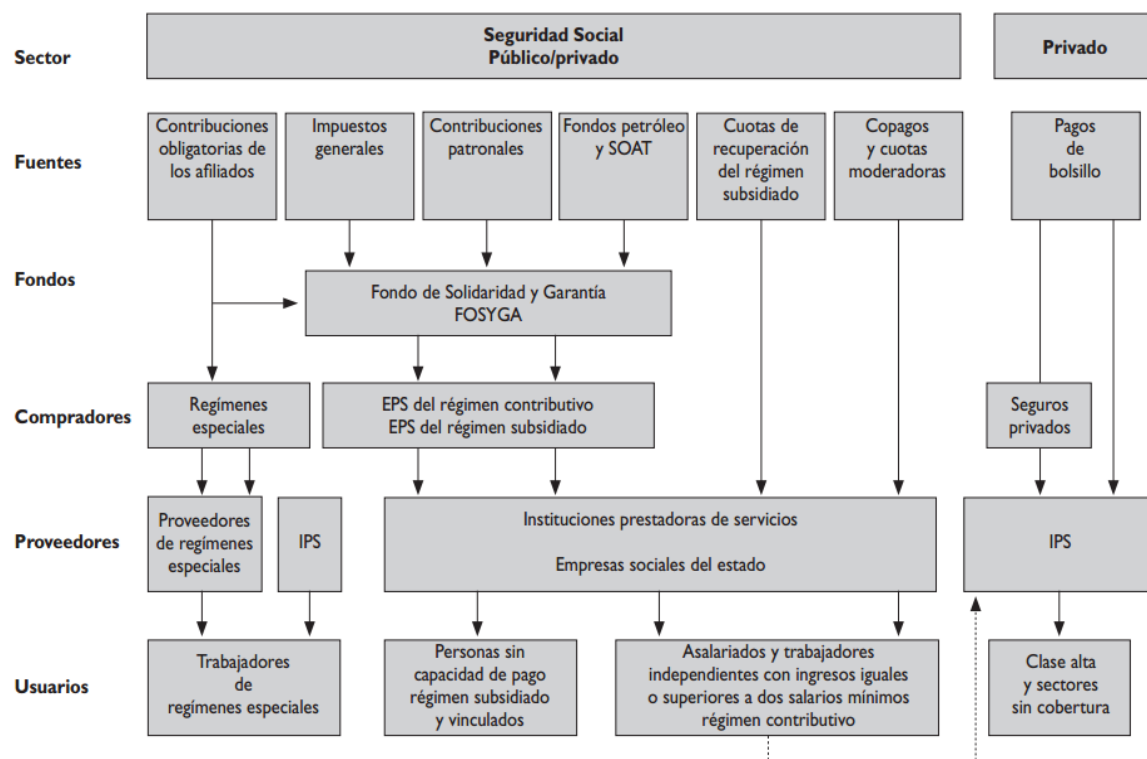 Sector
Seguridad Social
Público/privado
Privado
Fuentes
Contribuciones
obligatorias de
los afiliados
Impuestos
generales
Contribuciones
patronales
Fondos petróleo
y SOAT
Cuotas de
recuperación
del régimen
subsidiado
Copagos
y cuotas
moderadoras
Pagos
de
bolsillo
Fondos
Fondo de Solidaridad y Garantía
FOSYGA
Compradores
Regímenes
especiales
EPS del régimen contributivo
EPS del régimen subsidiado
Seguros
privados
Proveedores
Proveedores
de regímenes
especiales
IPS
Instituciones prestadoras de servicios
Empresas sociales del estado
IPS
Usuarios
Trabajadores
de
regímenes especiales
Personas sin
capacidad de pago
régimen subsidiado
y vinculados
Asalariados y trabajadores
independientes con ingresos iguales
o superiores a dos salarios mínimos
régimen contributivo
Clase alta
y sectores
sin cobertura